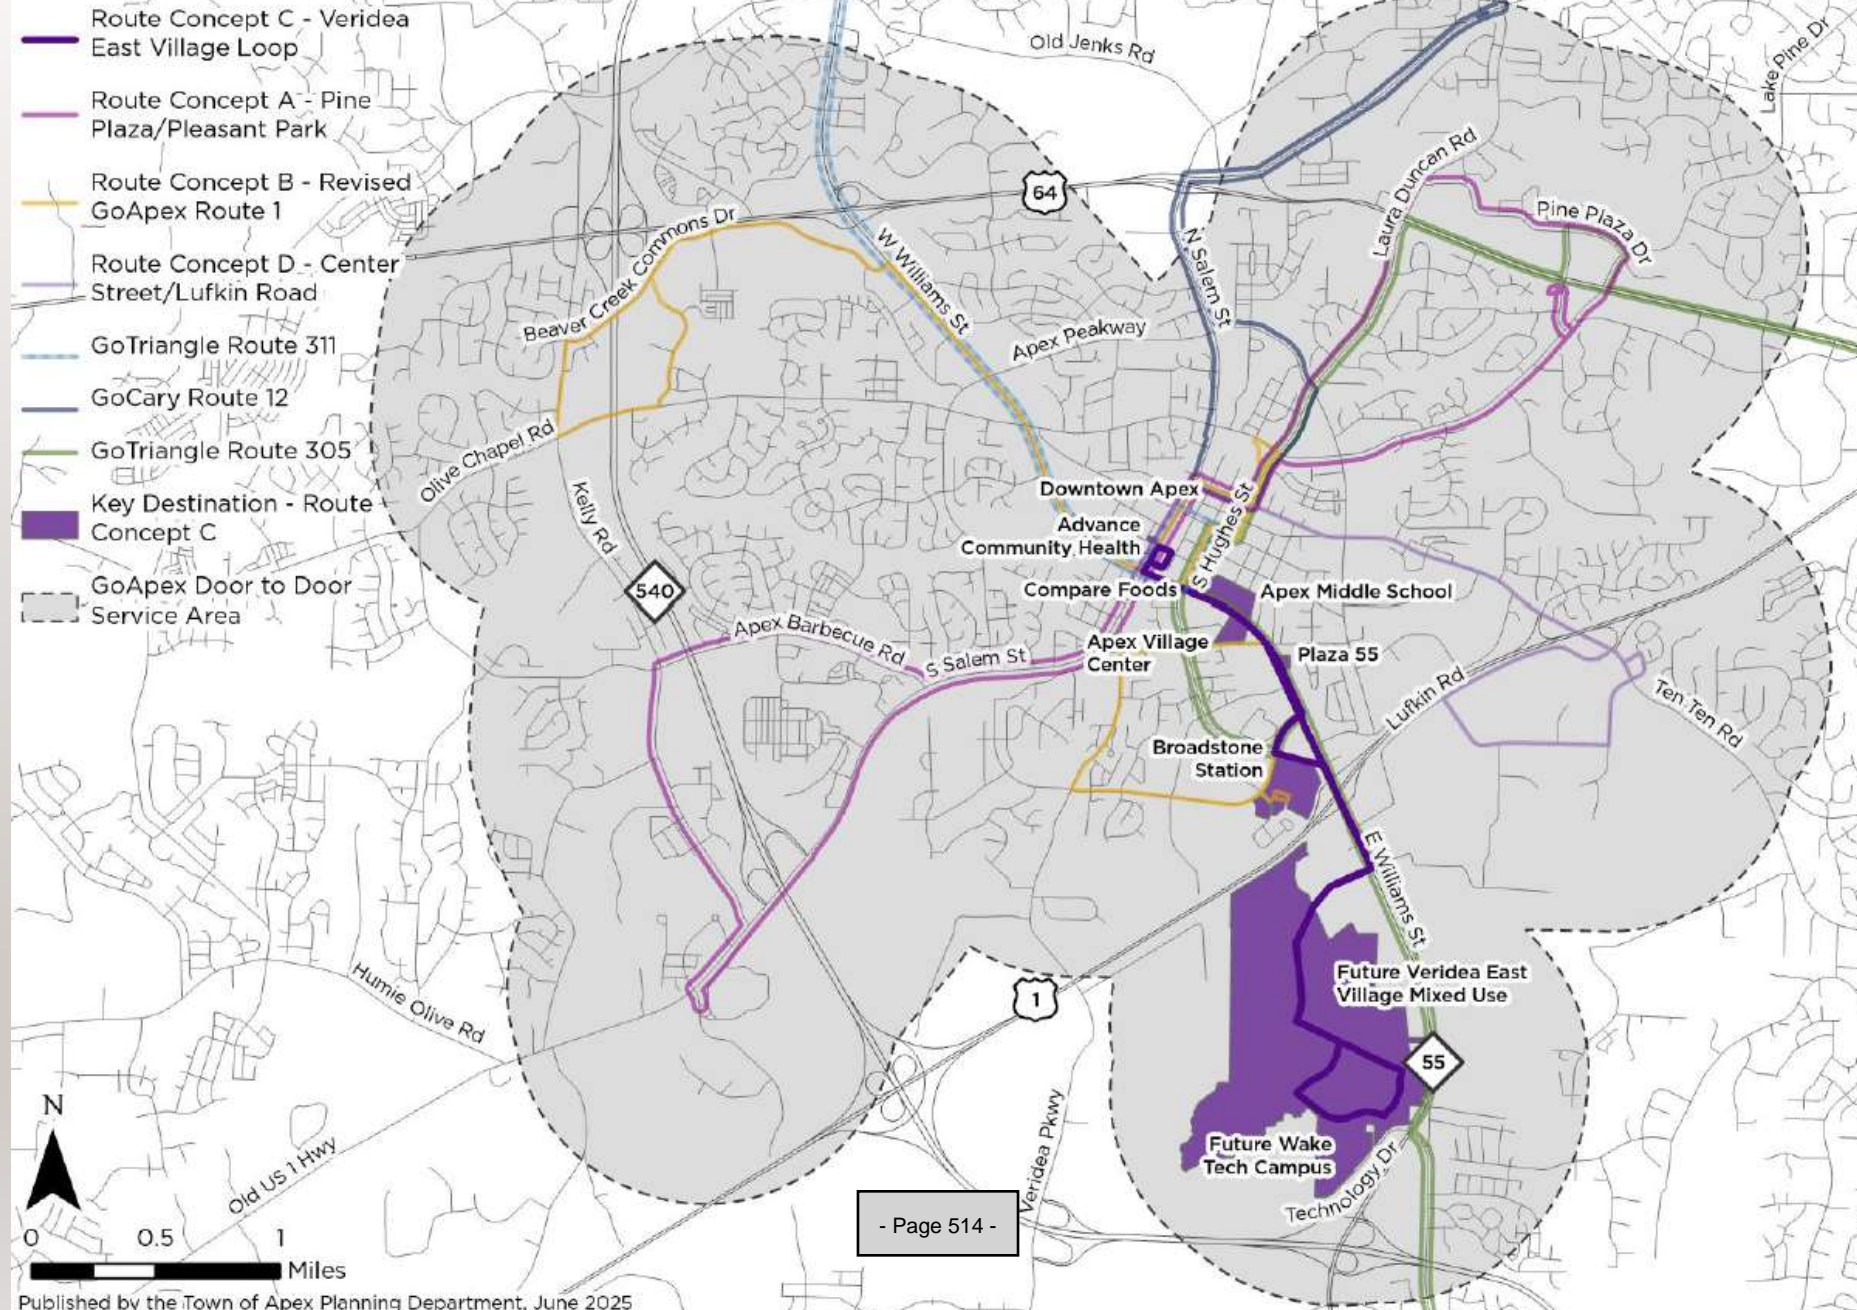 Route Concept C - Veridea
East Village Loop
Route Concept A - Pine
Plaza/Pleasant Park
Route Concept B - Revised
GoApex Route 1
Route Concept D - Center
Street/Lufkin Road
GoTriangle Route 311
GoCary Route 12
GoTriangle Route 305
Key Destination - Route
Concept C
GoApex Door to Door
Service Area
Old Jenks Rd
Lake Pine Dr
64
Laura Duncan Rd
Pine Plaza Dr
Beaver Creek Commons Dr
W Williams St
N Salem St
Apex Peakway
Olive Chapel Rd
Kelly Rd
Downtown Apex
Advance
Community Health
S Hughes St
Compare Foods
Apex Middle School
540
Apex Barbecue Rd
S Salem St
Apex Village
Center
Plaza 55
Lufkin Rd
Ten Ten Rd
Broadstone
Station
E Williams St
Future Veridea East
Village Mixed Use
1
Humie Olive Rd
55
Veridea Pkwy
Future Wake
Tech Campus
Technology Dr
Old US 1 Hwy
N
- Page 514 -
0 0.5 1
Miles
Published by the Town of Apex Planning Department, June 2025